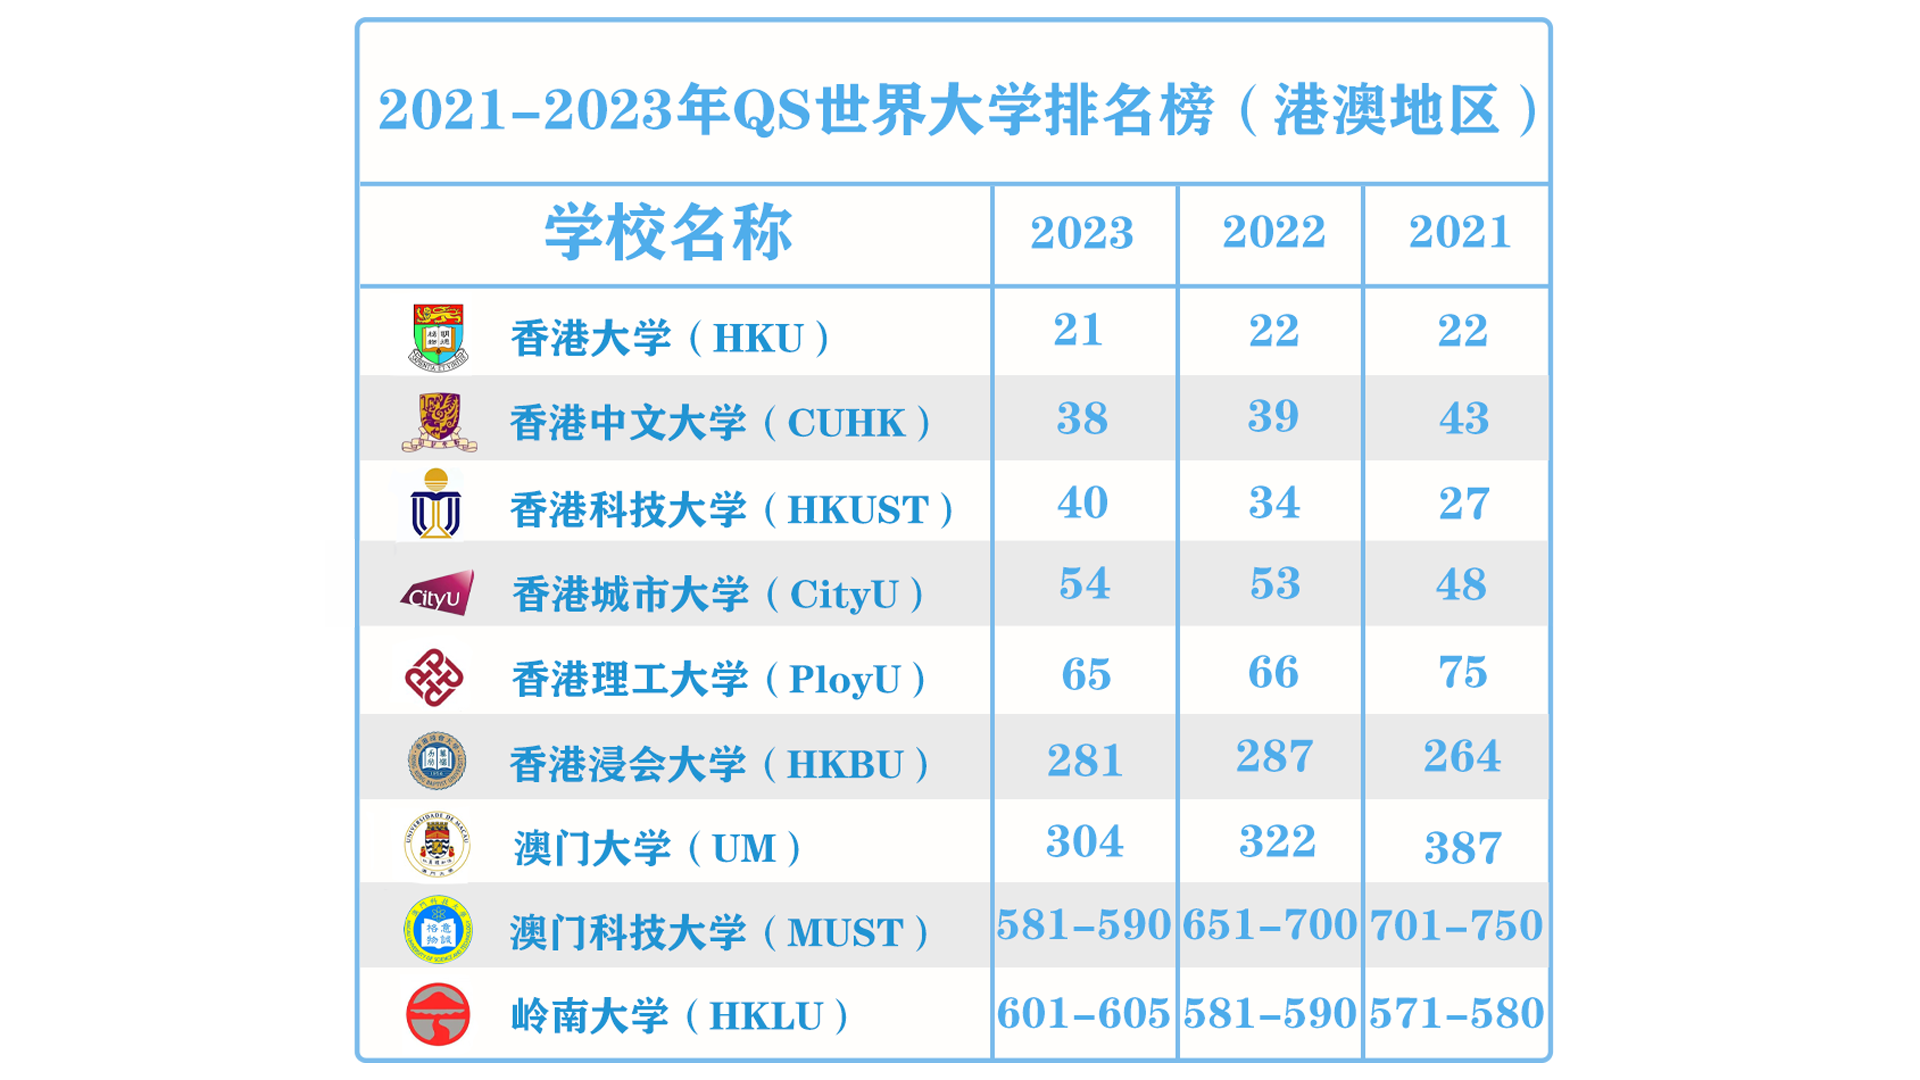 2021-2023年QS世界大学排名榜（港澳地区）
学校名称 2023 2022 2021
香港大学（HKU） 21 22 22
香港中文大学（CUHK） 38 39 43
香港科技大学（HKUST） 40 34 27
CityU 香港城市大学（CityU） 54 53 48
香港理工大学（PloyU） 65 66 75
香港浸会大学（HKBU） 281 287 264
澳门大学（UM） 304 322 387
澳门科技大学（MUST） 581-590 651-700 701-750
岭南大学（HKLU） 601-605 581-590 571-580